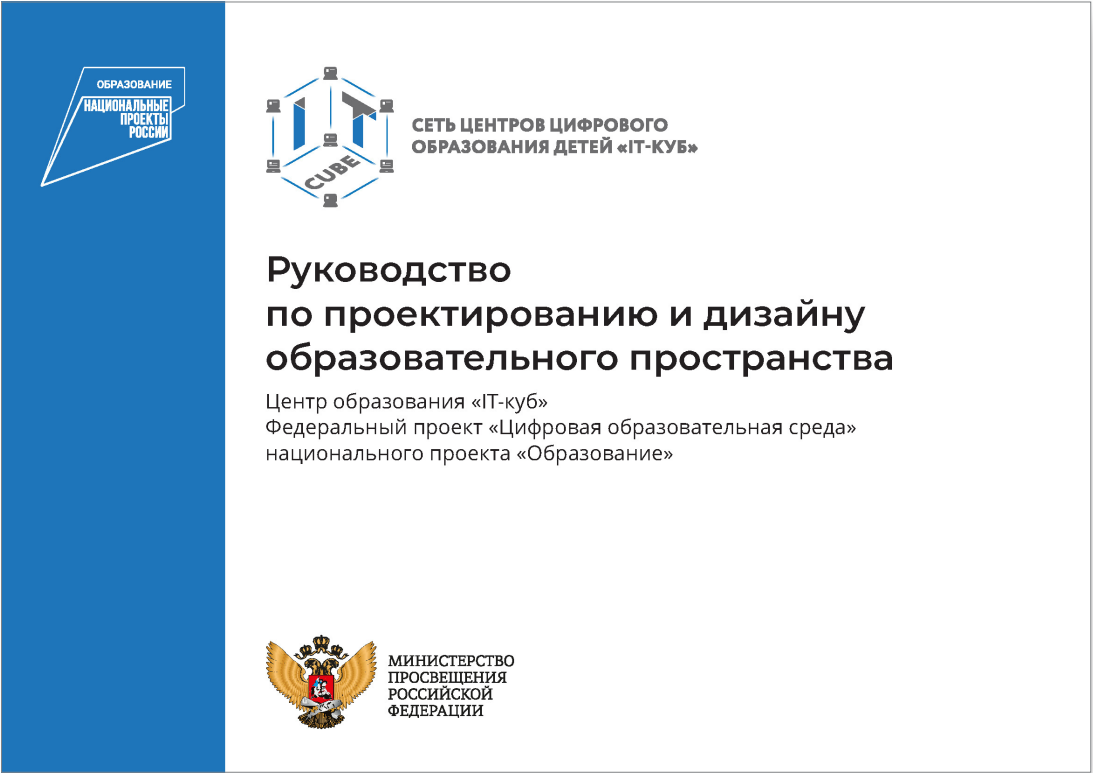 ОБРАЗОВАНИЕ
НАЦИОНАЛЬНЫЕ
ПРОЕКТЫ
РОССИИ
IT
CUBE
СЕТЬ ЦЕНТРОВ ЦИФРОВОГО
ОБРАЗОВАНИЯ ДЕТЕЙ «IT-КУБ»
Руководство
по проектированию и дизайну
образовательного пространства
Центр образования «IT-куб»
Федеральный проект «Цифровая образовательная среда»
национального проекта «Образование»
МИНИСТЕРСТВО
ПРОСВЕЩЕНИЯ
РОССИЙСКОЙ
ФЕДЕРАЦИИ